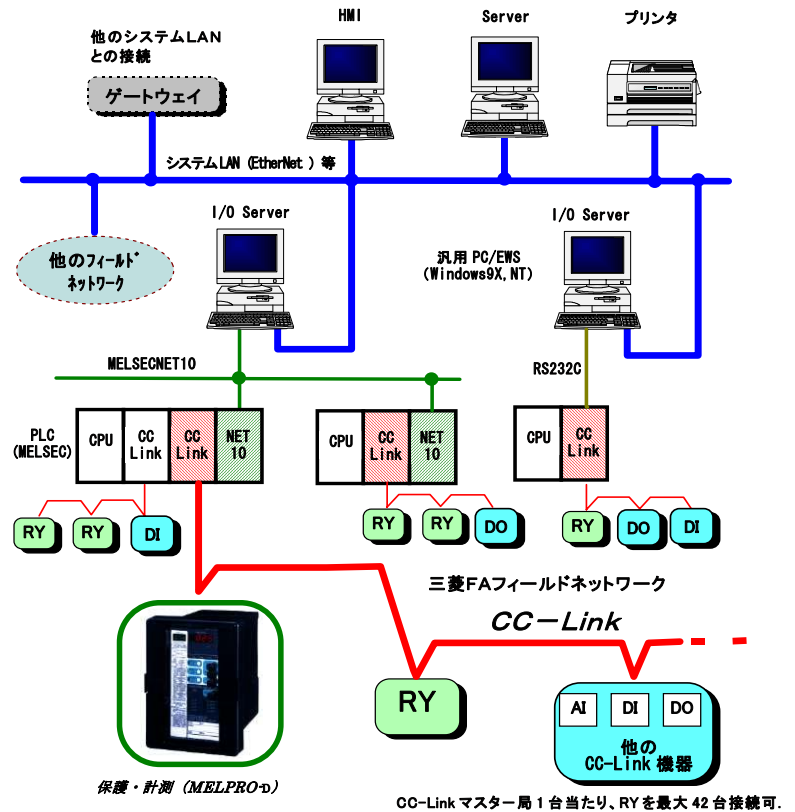 HMI
Server
プリンタ
他のシステムLAN
との接続
ゲートウェイ
システムLAN (EtherNet ) 等
I/O Server
I/O Server
他のフィールド
ネットワーク
汎用 PC/EWS
(Windows9X,NT)
MELSECNET10
RS232C
PLC
(MELSEC)
CPU
CC
Link
CC
Link
NET
10
CPU
CC
Link
NET
10
CPU
CC
Link
RY
RY
DI
RY
RY
DO
RY
DO
DI
三菱FAフィールドネットワーク
CC－Link
RY
AI
DI
DO
他の
CC-Link 機器
保護・計測 (MELPRO-D)
CC-Link マスター局 1 台当たり、RY を最大 42 台接続可.